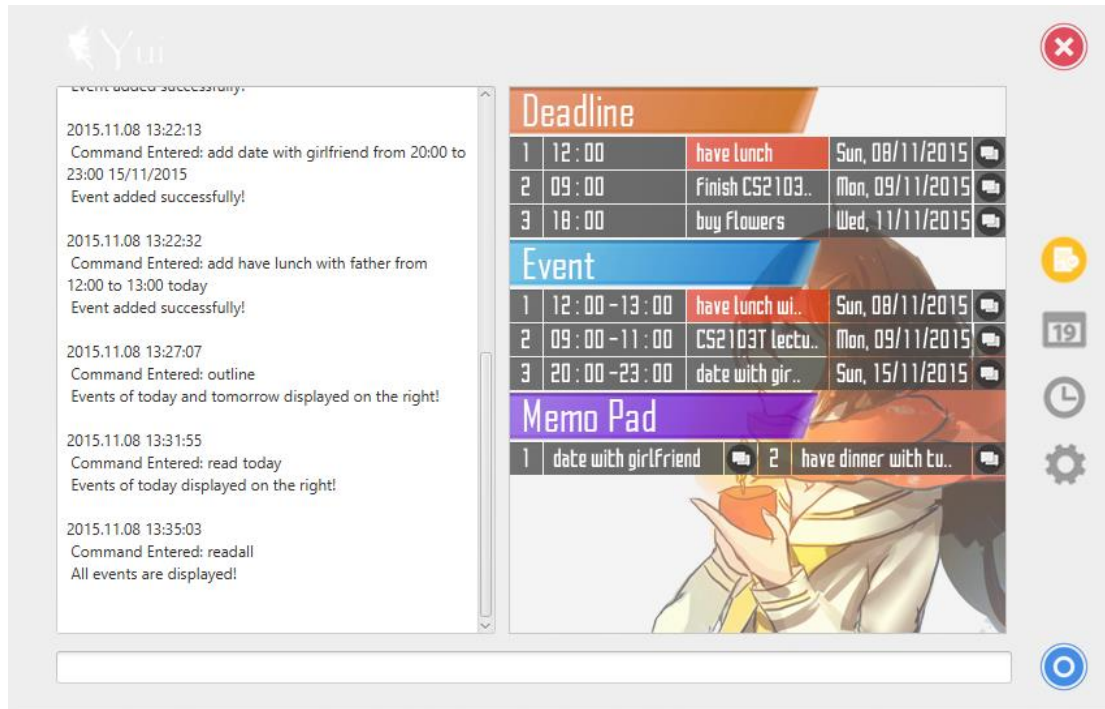 Yui
Event added successfully!
2015.11.08 13:22:13
Command Entered: add date with girlfriend from 20:00 to
23:00 15/11/2015
Event added successfully!
2015.11.08 13:22:32
Command Entered: add have lunch with father from
12:00 to 13:00 today
Event added successfully!
2015.11.08 13:27:07
Command Entered: outline
Events of today and tomorrow displayed on the right!
2015.11.08 13:31:55
Command Entered: read today
Events of today displayed on the right!
2015.11.08 13:35:03
Command Entered: readall
All events are displayed!
Deadline
1 12:00 have lunch Sun, 08/11/2015
2 09:00 Finish CS2103.. Mon, 09/11/2015
3 18:00 buy flowers Wed, 11/11/2015
Event
1 12:00-13:00 have lunch wi.. Sun, 08/11/2015
2 09:00-11:00 CS2103T lectu.. Mon, 09/11/2015
3 20:00-23:00 date with gir.. Sun, 15/11/2015
Memo Pad
1 date with girlfriend 2 have dinner with tu..
19